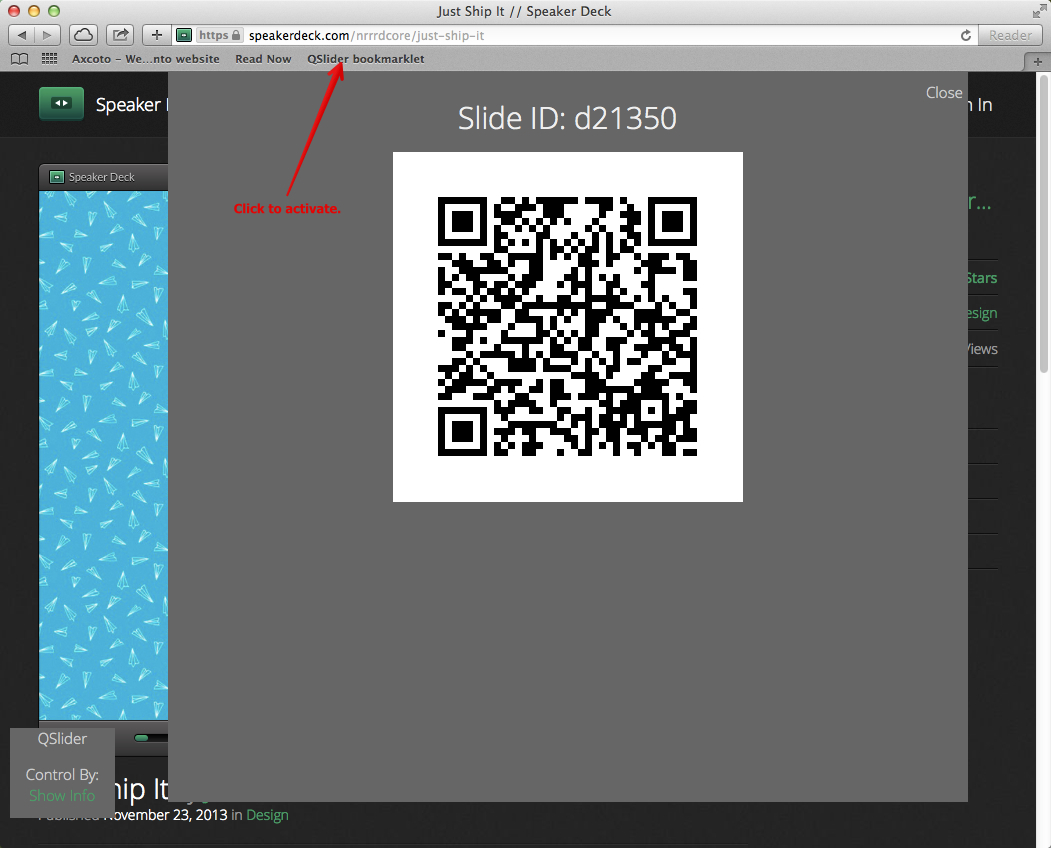 Just Ship It // Speaker Deck
https speakerdeck.com/nrrrdcore/just-ship-it Reader
Axcoto – We...nto website Read Now QSlider bookmarklet
Close
Speaker
In
Slide ID: d21350
Speaker Deck
Click to activate.
r...
Stars
esign
Views
QSlider
Control By:
Show Info
hip It
Published November 23, 2013 in Design